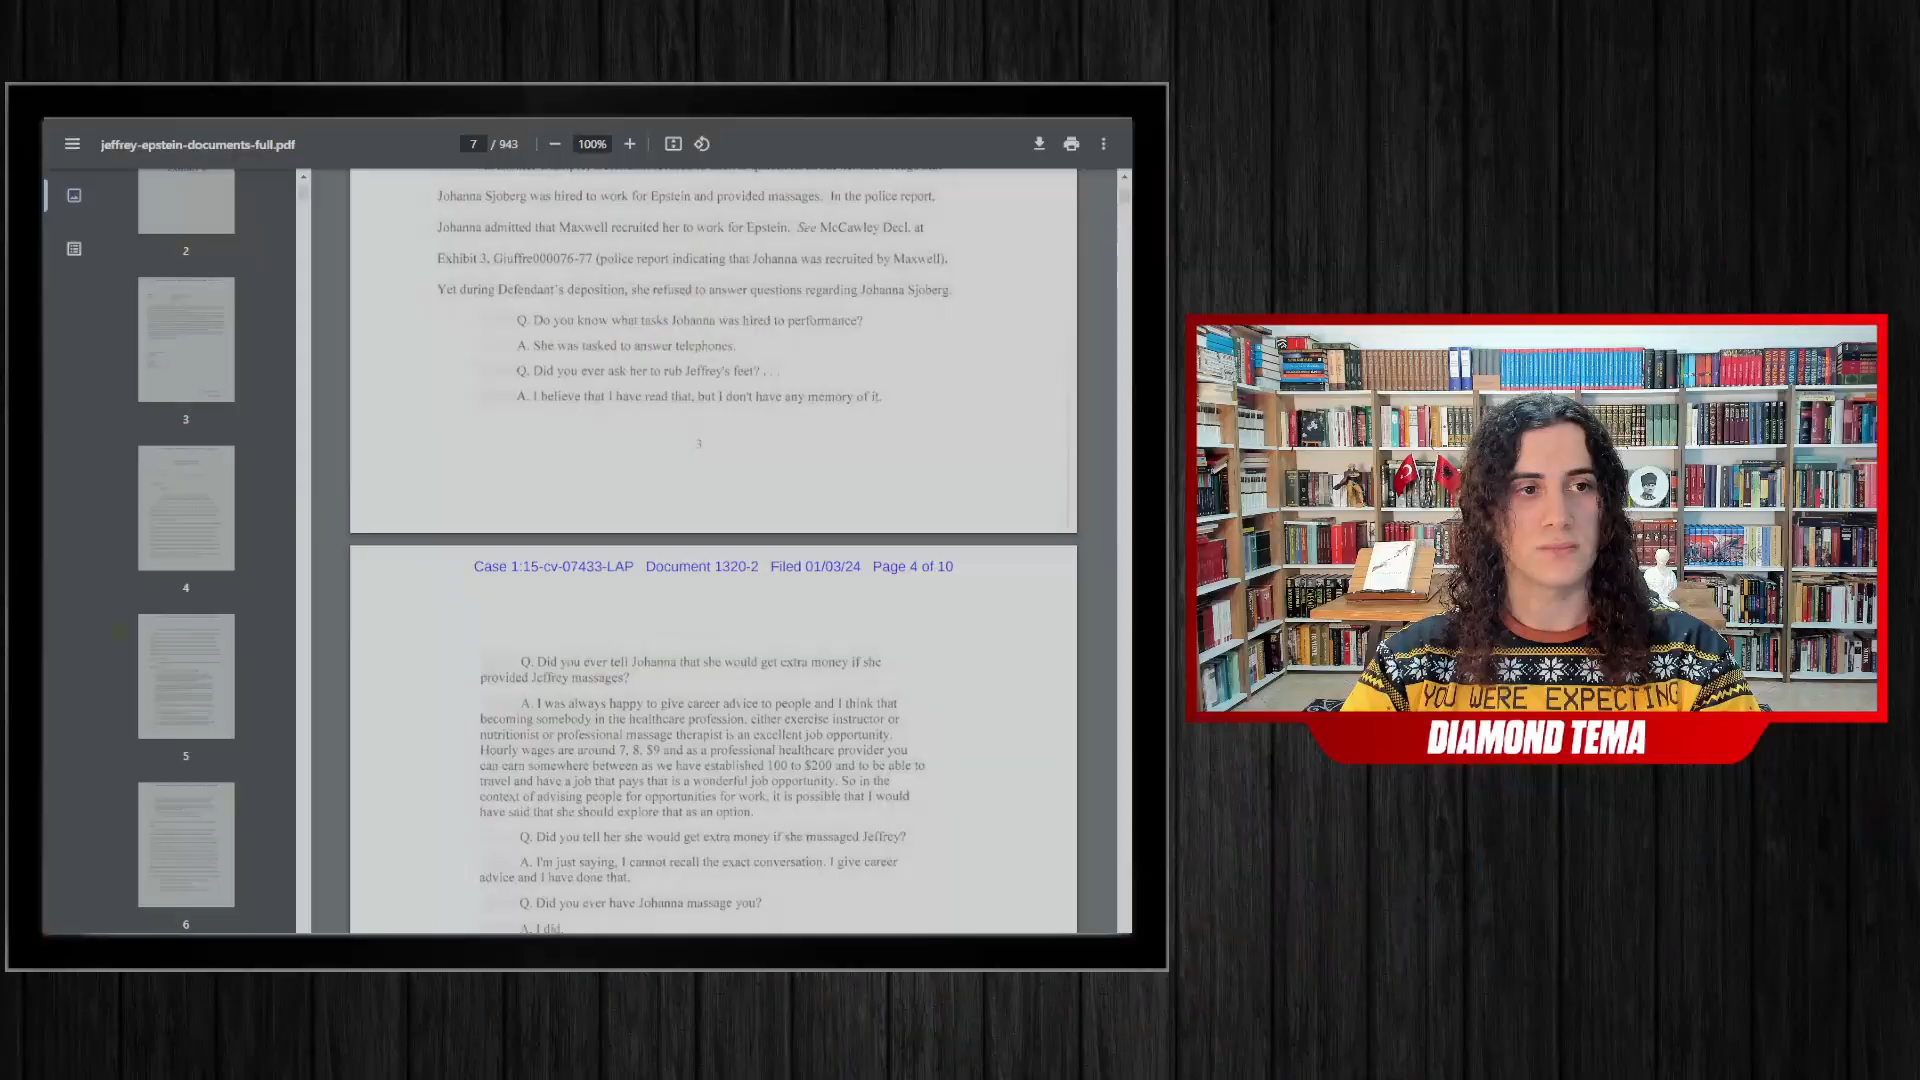 jeffrey-epstein-documents-full.pdf
7 / 943
100%
2
3
4
5
6
Johanna Sjoberg was hired to work for Epstein and provided massages. In the police report,
Johanna admitted that Maxwell recruited her to work for Epstein. See McCawley Decl. at
Exhibit 3, Giuffre000076-77 (police report indicating that Johanna was recruited by Maxwell).
Yet during Defendant's deposition, she refused to answer questions regarding Johanna Sjoberg.
Q. Do you know what tasks Johanna was hired to performance?
A. She was tasked to answer telephones.
Q. Did you ever ask her to rub Jeffrey's feet? . . .
A. I believe that I have read that, but I don't have any memory of it.
3
Case 1:15-cv-07433-LAP Document 1320-2 Filed 01/03/24 Page 4 of 10
Q. Did you ever tell Johanna that she would get extra money if she
provided Jeffrey massages?
A. I was always happy to give career advice to people and I think that
becoming somebody in the healthcare profession, either exercise instructor or
nutritionist or professional massage therapist is an excellent job opportunity.
Hourly wages are around 7, 8, $9 and as a professional healthcare provider you
can earn somewhere between as we have established 100 to $200 and to be able to
travel and have a job that pays that is a wonderful job opportunity. So in the
context of advising people for opportunities for work, it is possible that I would
have said that she should explore that as an option.
Q. Did you tell her she would get extra money if she massaged Jeffrey?
A. I'm just saying, I cannot recall the exact conversation. I give career
advice and I have done that.
Q. Did you ever have Johanna massage you?
A. I did.
YOU WERE EXPECTING
DIAMOND TEMA